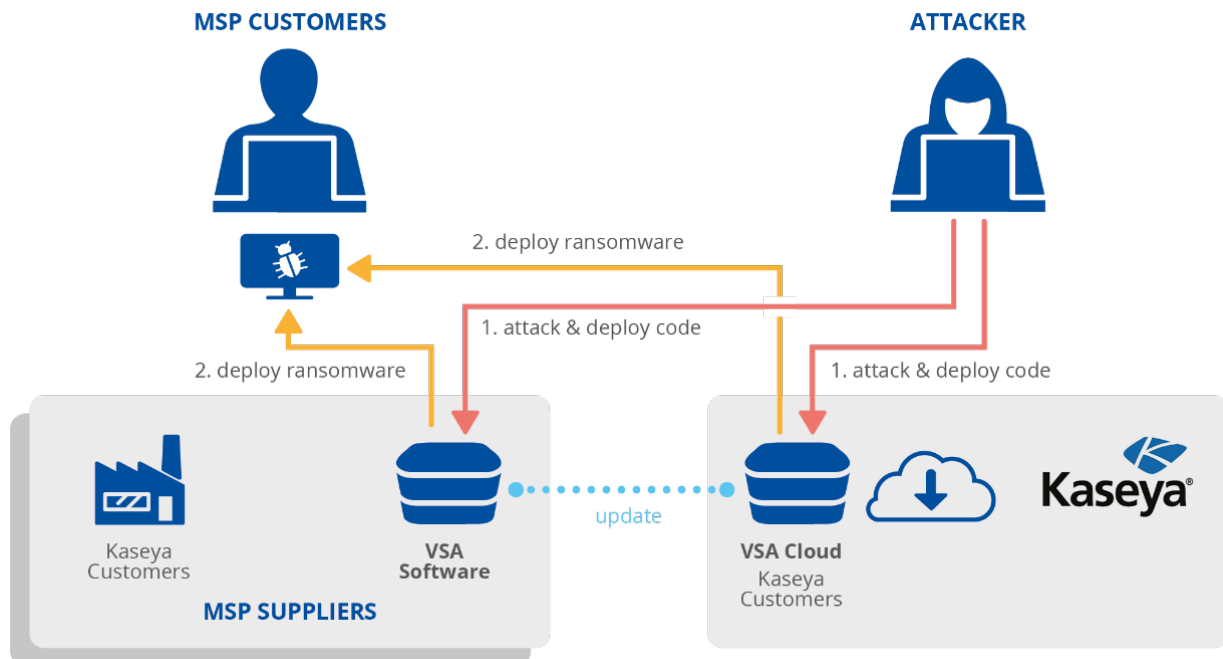 MSP CUSTOMERS
ATTACKER
2. deploy ransomware
1. attack & deploy code
2. deploy ransomware
1. attack & deploy code
Kaseya
Customers
VSA
Software
MSP SUPPLIERS
update
VSA Cloud
Kaseya
Customers
Kaseya®